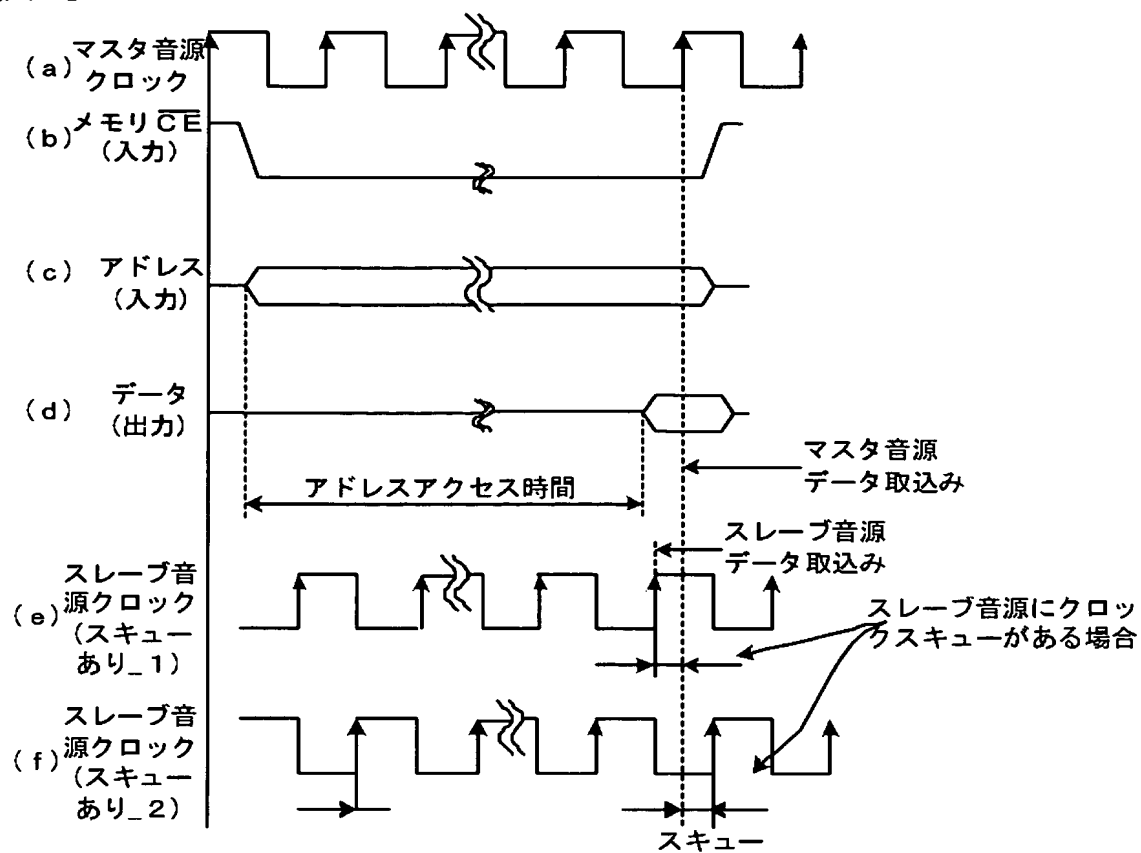 (a)マスタ音源
クロック
(b)メモリCE
(入力)
(c) アドレス
(入力)
(d) データ
(出力)
マスタ音源
データ取込み
アドレスアクセス時間
スレーブ音源
データ取込み
スレーブ音
(e)源クロック
(スキュー
あり_1)
スレーブ音源にクロッ
クスキューがある場合
スレーブ音
(f)源クロック
(スキュー
あり_2)
スキュー